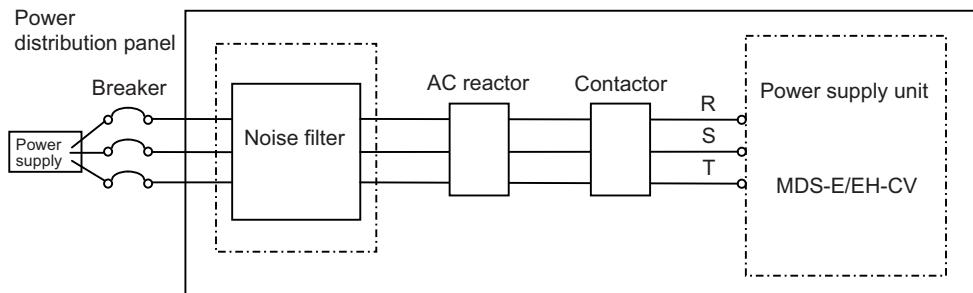 Power
distribution panel
Breaker
Power
supply
Noise filter
AC reactor
Contactor
R
S
T
Power supply unit
MDS-E/EH-CV